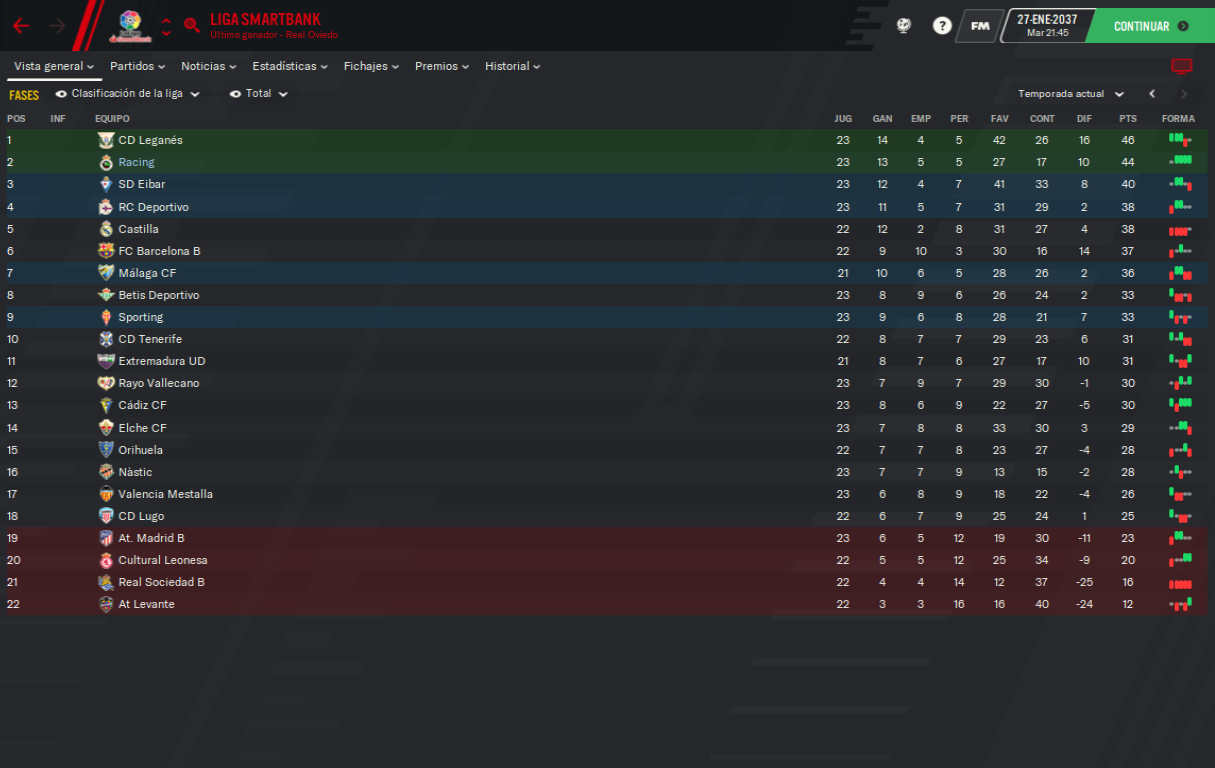 LIGA SMARTBANK
Último ganador - Real Oviedo
?
FM
27-ENE-2037
Mar 21:45
CONTINUAR
Vista general Partidos Noticias Estadísticas Fichajes Premios Historial
FASES Clasificación de la liga Total Temporada actual
POS INF EQUIPO JUG GAN EMP PER FAV CONT DIF PTS FORMA
1 CD Leganés 23 14 4 5 42 26 16 46
2 Racing 23 13 5 5 27 17 10 44
3 SD Eibar 23 12 4 7 41 33 8 40
4 RC Deportivo 23 11 5 7 31 29 2 38
5 Castilla 22 12 2 8 31 27 4 38
6 FC Barcelona B 22 9 10 3 30 16 14 37
7 Málaga CF 21 10 6 5 28 26 2 36
8 Betis Deportivo 23 8 9 6 26 24 2 33
9 Sporting 23 9 6 8 28 21 7 33
10 CD Tenerife 22 8 7 7 29 23 6 31
11 Extremadura UD 21 8 7 6 27 17 10 31
12 Rayo Vallecano 23 7 9 7 29 30 -1 30
13 Cádiz CF 23 8 6 9 22 27 -5 30
14 Elche CF 23 7 8 8 33 30 3 29
15 Orihuela 22 7 7 8 23 27 -4 28
16 Nàstic 23 7 7 9 13 15 -2 28
17 Valencia Mestalla 23 6 8 9 18 22 -4 26
18 CD Lugo 22 6 7 9 25 24 1 25
19 At. Madrid B 23 6 5 12 19 30 -11 23
20 Cultural Leonesa 22 5 5 12 25 34 -9 20
21 Real Sociedad B 22 4 4 14 12 37 -25 16
22 At Levante 22 3 3 16 16 40 -24 12